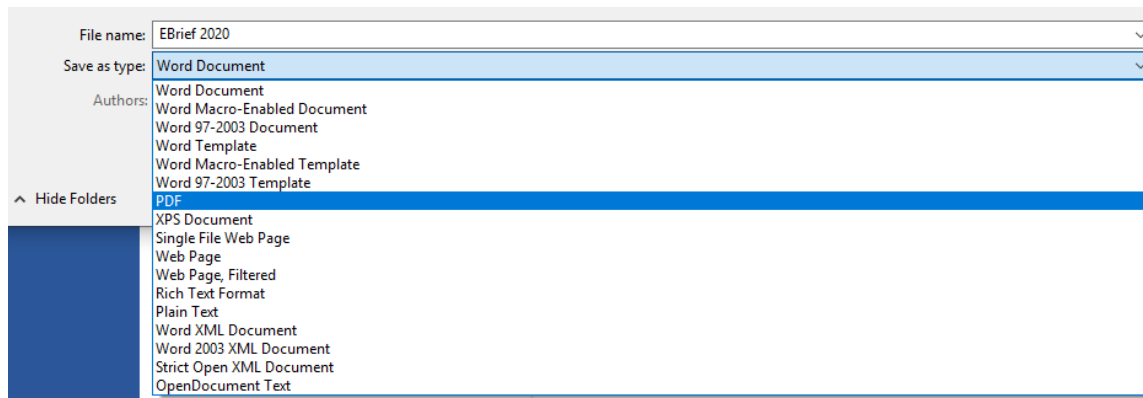 File name: EBrief 2020
Save as type: Word Document
Authors:
Word Document
Word Macro-Enabled Document
Word 97-2003 Document
Word Template
Word Macro-Enabled Template
Word 97-2003 Template
Hide Folders
PDF
XPS Document
Single File Web Page
Web Page
Web Page, Filtered
Rich Text Format
Plain Text
Word XML Document
Word 2003 XML Document
Strict Open XML Document
OpenDocument Text